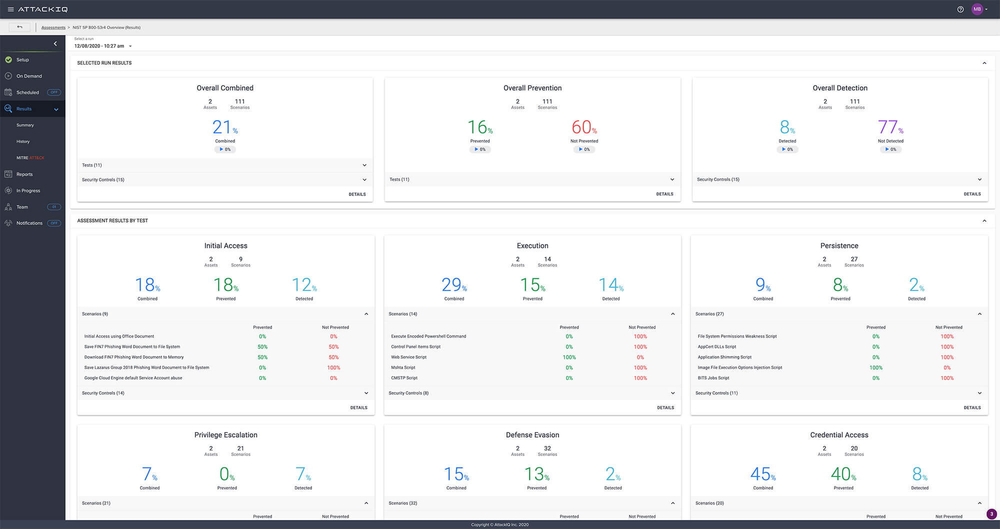 ATTACKIQ
MB
Assessments > NIST SP 800-53r4 Overview (Results)
Select a run
12/08/2020 - 10:27 am
Setup
On Demand
Scheduled OFF
Results
Summary
History
MITRE ATT&CK
Reports
In Progress
Team 01
Notifications OFF
SELECTED RUN RESULTS
Overall Combined
2 111
Assets Scenarios
21%
Combined
0%
Tests (11)
Security Controls (15)
DETAILS
Overall Prevention
2 111
Assets Scenarios
16% 60%
Prevented Not Prevented
0% 0%
Tests (11)
DETAILS
Overall Detection
2 111
Assets Scenarios
8% 77%
Detected Not Detected
0% 0%
Security Controls (15)
DETAILS
ASSESSMENT RESULTS BY TEST
Initial Access
2 9
Assets Scenarios
18% 18% 12%
Combined Prevented Detected
Scenarios (9)
Prevented Not Prevented
Initial Access using Office Document 0% 0%
Save FIN7 Phishing Word Document to File System 50% 50%
Download FIN7 Phishing Word Document to Memory 50% 50%
Save Lazarus Group 2018 Phishing Word Document to File System 0% 100%
Google Cloud Engine default Service Account abuse 0% 0%
Security Controls (14)
DETAILS
Execution
2 14
Assets Scenarios
29% 15% 14%
Combined Prevented Detected
Scenarios (14)
Prevented Not Prevented
Execute Encoded Powershell Command 0% 100%
Control Panel Items Script 0% 100%
Web Service Script 100% 0%
Mshta Script 0% 100%
CMSTP Script 0% 100%
Security Controls (8)
DETAILS
Persistence
2 27
Assets Scenarios
9% 8% 2%
Combined Prevented Detected
Scenarios (27)
Prevented Not Prevented
File System Permissions Weakness Script 0% 100%
AppCert DLLs Script 0% 100%
Application Shimming Script 0% 100%
Image File Execution Options Injection Script 100% 0%
BITS Jobs Script 0% 100%
Security Controls (11)
DETAILS
Privilege Escalation
2 21
Assets Scenarios
7% 0% 7%
Combined Prevented Detected
Scenarios (21)
Prevented Not Prevented
Defense Evasion
2 32
Assets Scenarios
15% 13% 2%
Combined Prevented Detected
Scenarios (32)
Prevented Not Prevented
Credential Access
2 20
Assets Scenarios
45% 40% 8%
Combined Prevented Detected
Scenarios (20)
Prevented Not Prevented
3
Copyright © AttackIQ Inc. 2020